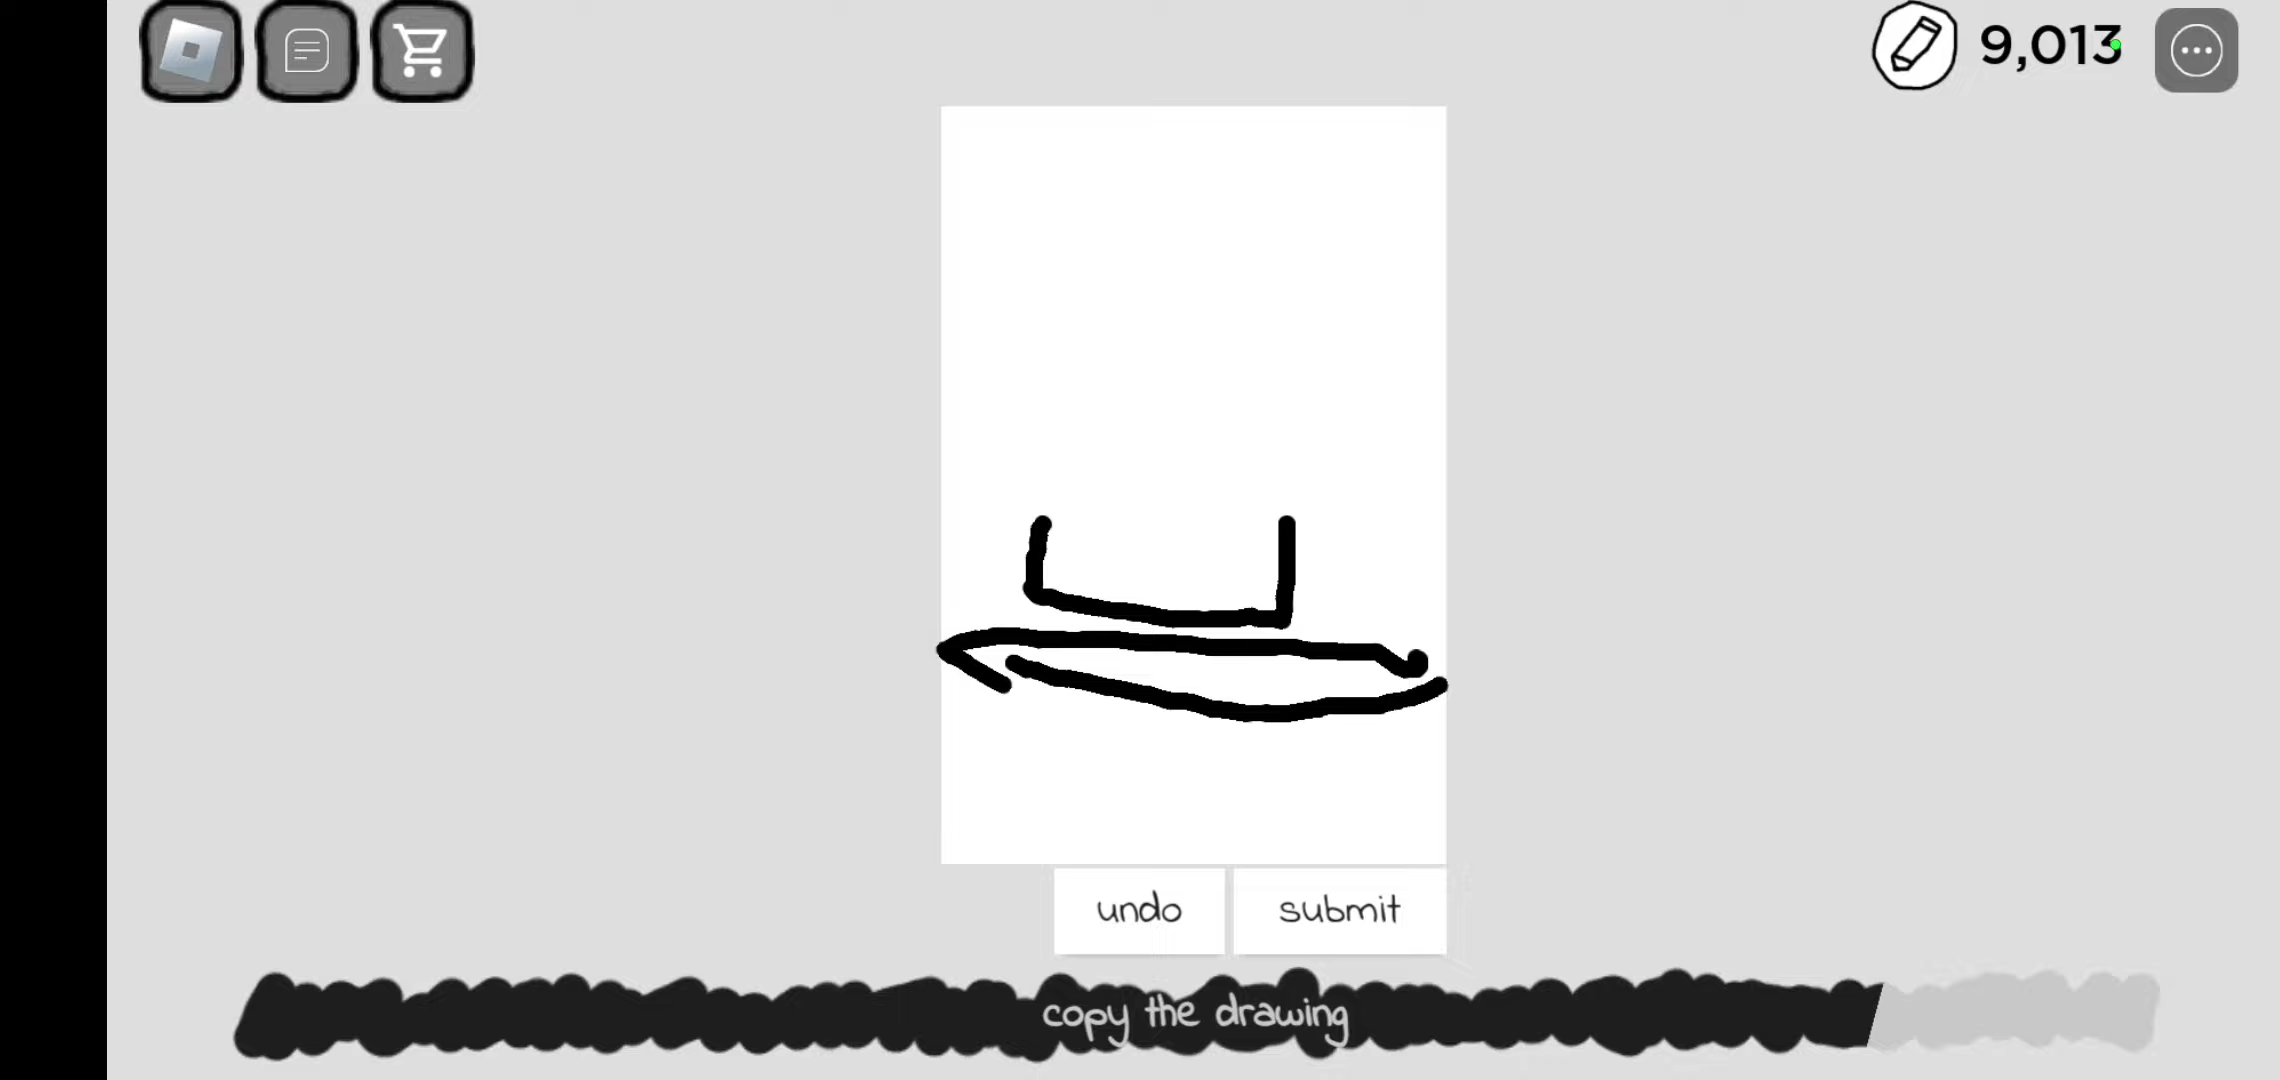 9,013
undo
submit
copy the drawing